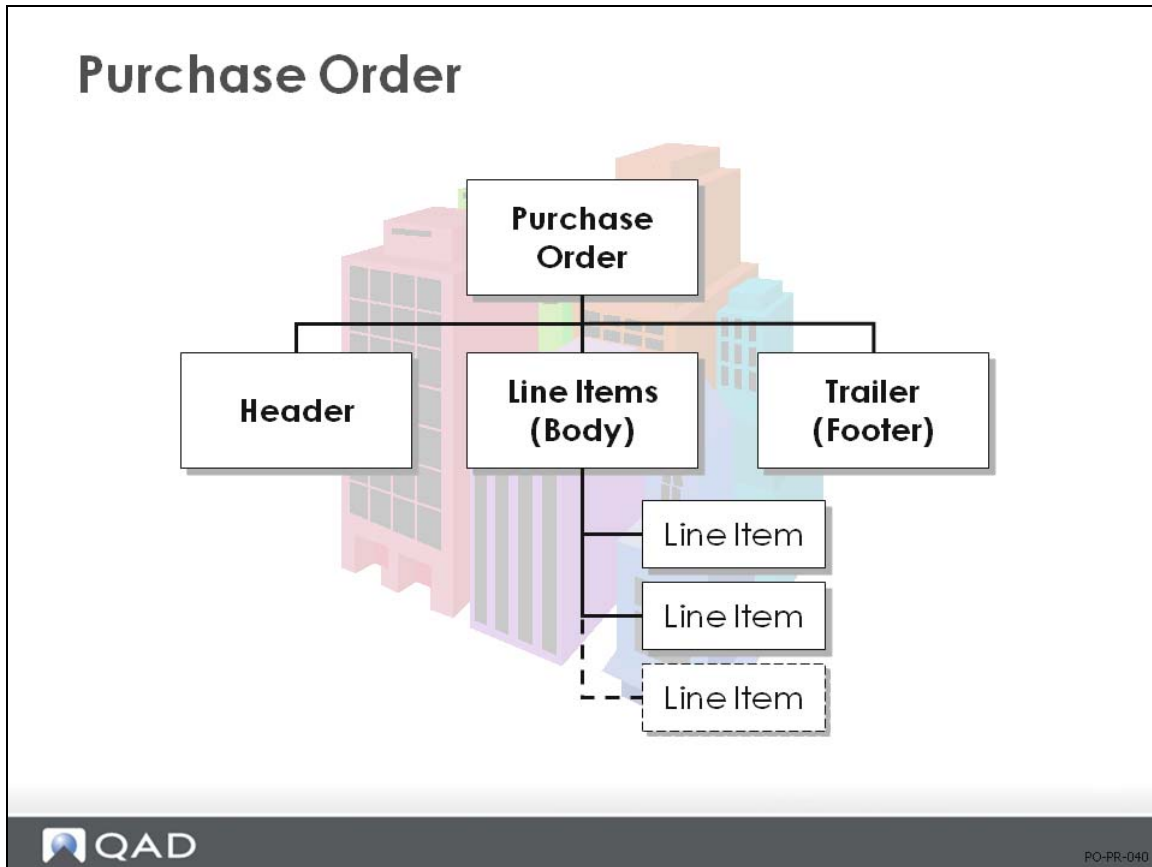 Purchase Order
Purchase
Order
Header
Line Items
(Body)
Trailer
(Footer)
Line Item
Line Item
Line Item
QAD
PO-PR-040